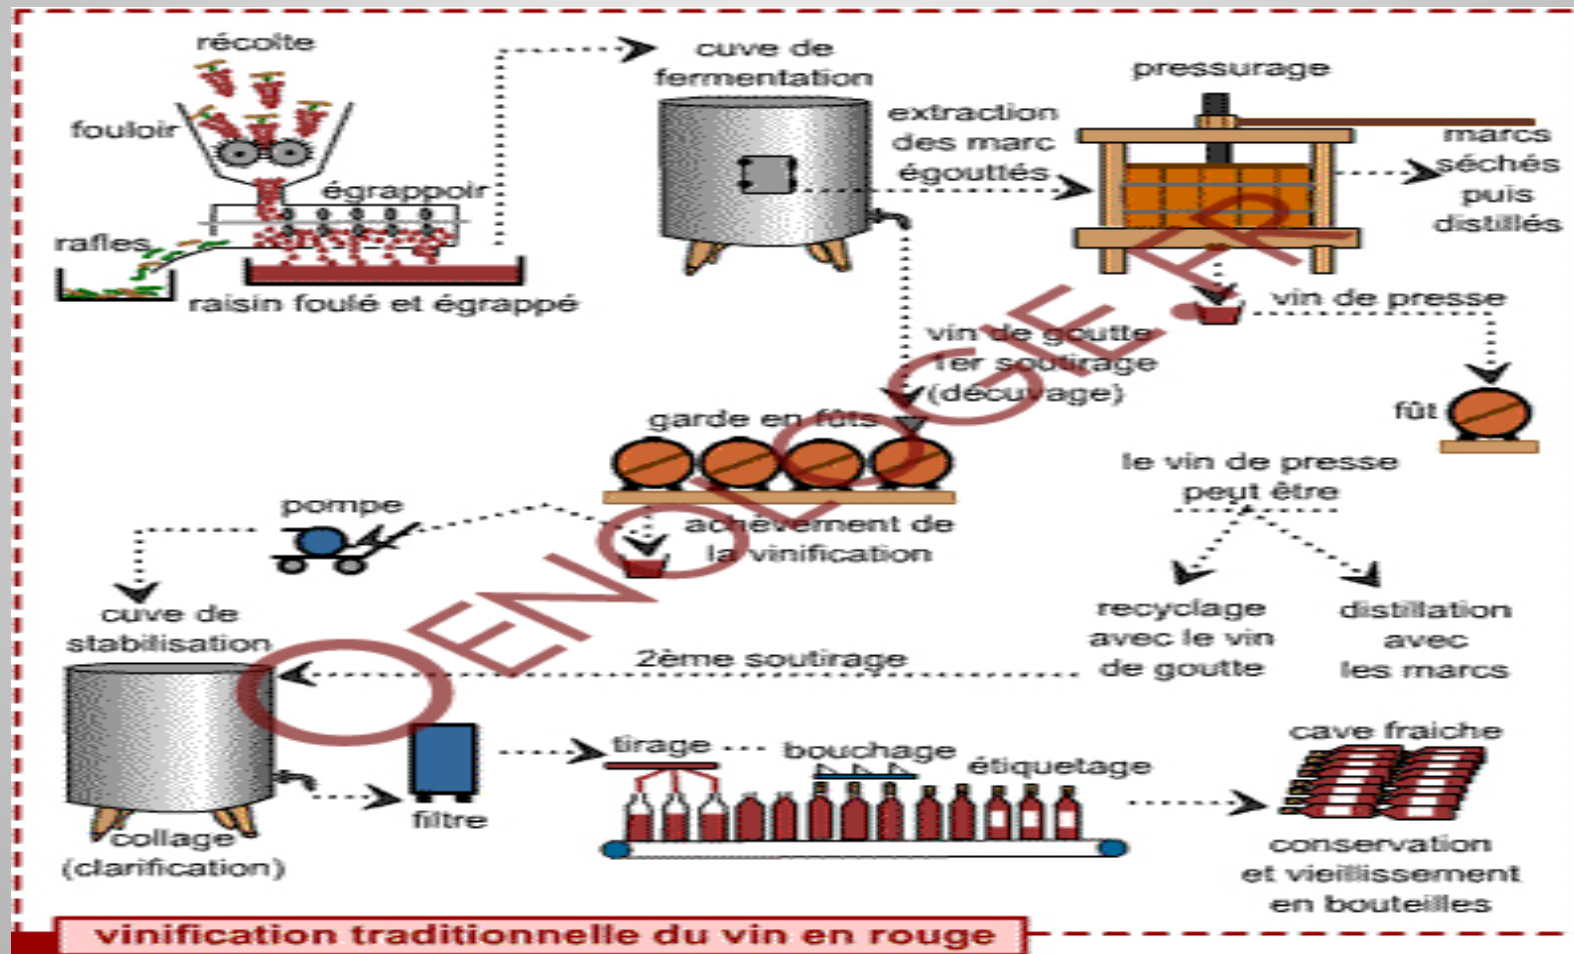 récolte
fouloir
égrappoir
rafles
raisin foulé et égrappé
cuve de
fermentation
extraction
des marc
égouttés
pressurage
marcs
séchés
puis
distillés
vin de presse
fût
vin de goutte
1er soutirage
(décuvage)
garde en fûts
achèvement de
la vinification
le vin de presse
peut être
recyclage
avec le vin
de goutte
distillation
avec
les marcs
pompe
cuve de
stabilisation
2ème soutirage
collage
(clarification)
filtre
tirage
bouchage
étiquetage
cave fraiche
conservation
et vieillissement
en bouteilles
OENOLOGIE.FR
vinification traditionnelle du vin en rouge